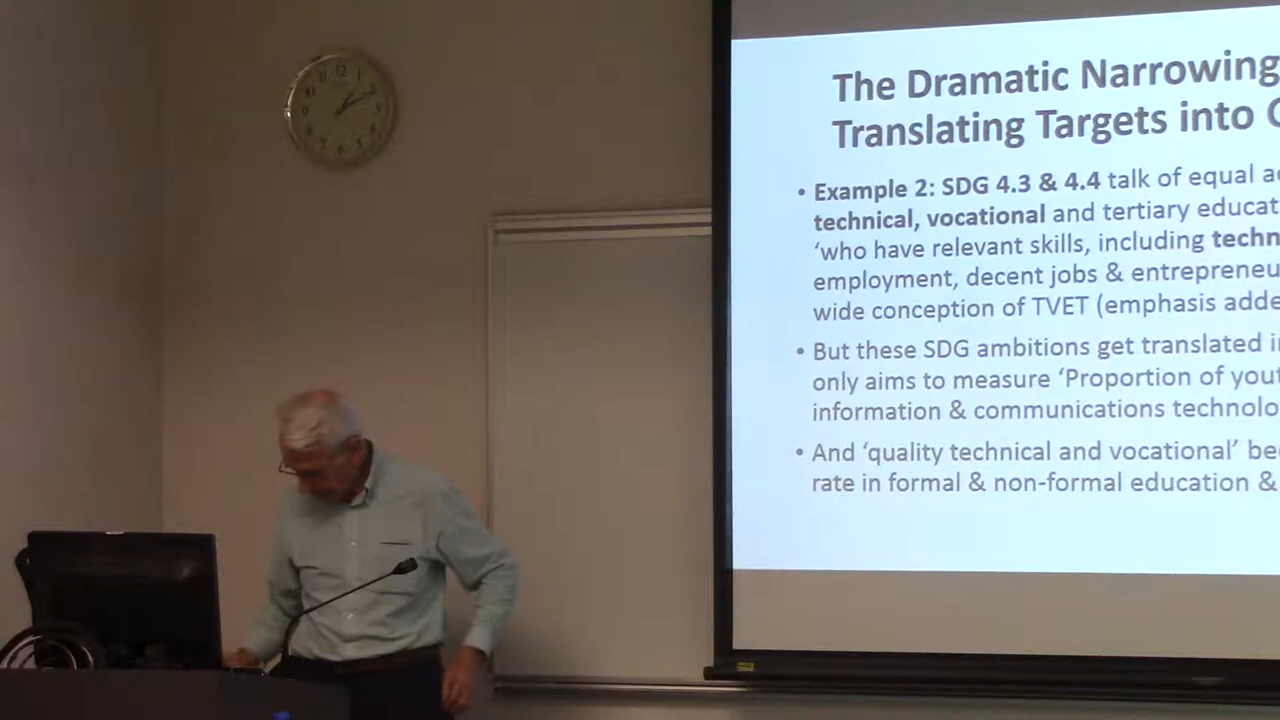 The Dramatic Narrowing
Translating Targets into
• Example 2: SDG 4.3 & 4.4 talk of equal
technical, vocational and tertiary educat
‘who have relevant skills, including techn
employment, decent jobs & entrepreneu
wide conception of TVET (emphasis adde
• But these SDG ambitions get translated i
only aims to measure ‘Proportion of yout
information & communications technolo
• And ‘quality technical and vocational’ be
rate in formal & non-formal education &